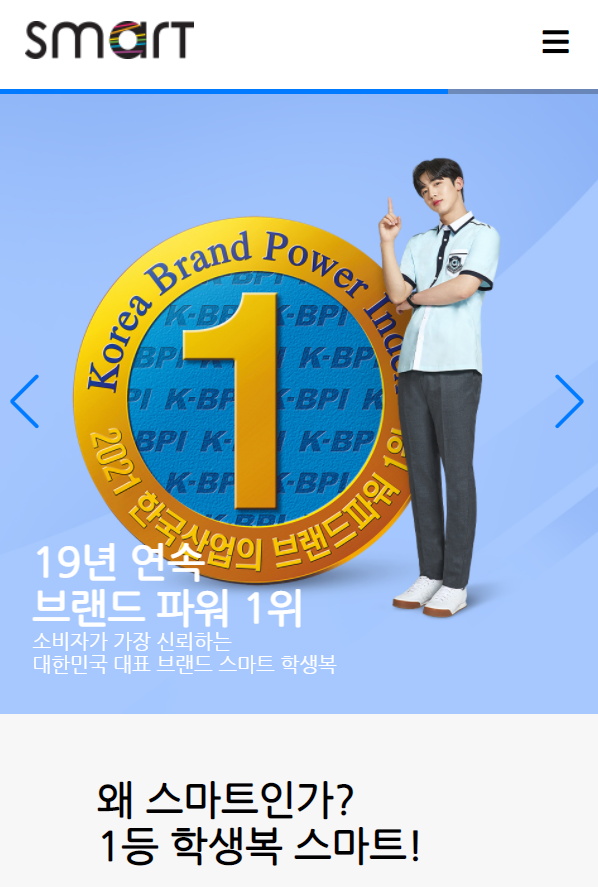 smart
Korea Brand Power Index
K-BPI K-BPI
1
2021 한국산업의 브랜드파워 1위
19년 연속
브랜드 파워 1위
소비자가 가장 신뢰하는
대한민국 대표 브랜드 스마트 학생복
왜 스마트인가?
1등 학생복 스마트!